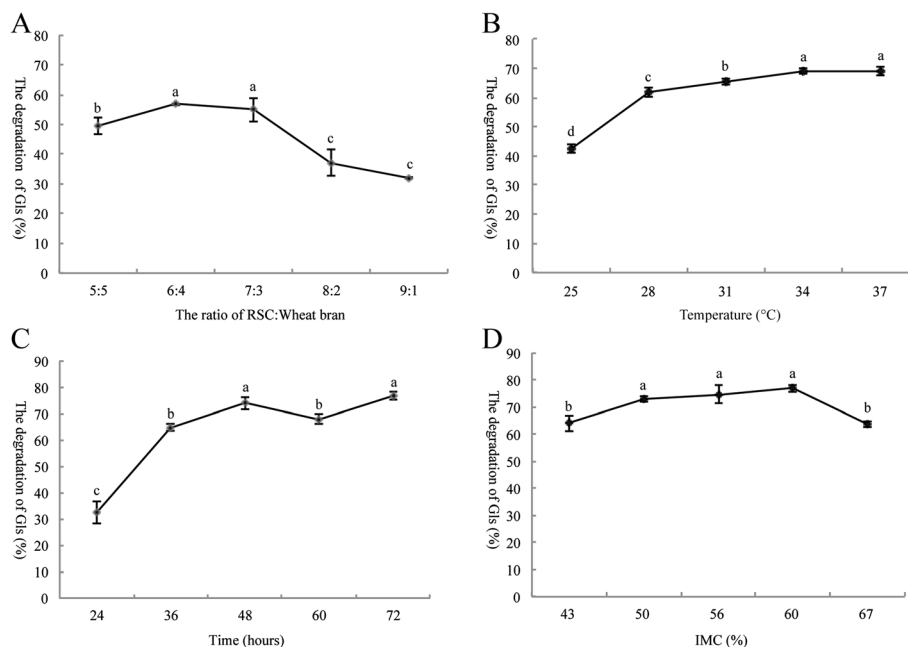 A
The degradation of Gls (%)
80
70
60
50
40
30
20
10
0
b
a
a
c
c
5:5 6:4 7:3 8:2 9:1
The ratio of RSC:Wheat bran
B
The degradation of Gls (%)
80
70
60
50
40
30
20
10
0
d
c
b
a
a
25 28 31 34 37
Temperature (°C)
C
The degradation of Gls (%)
90
80
70
60
50
40
30
20
10
0
c
b
a
b
a
24 36 48 60 72
Time (hours)
D
The degradation of Gls (%)
90
80
70
60
50
40
30
20
10
0
b
a
a
a
b
43 50 56 60 67
IMC (%)